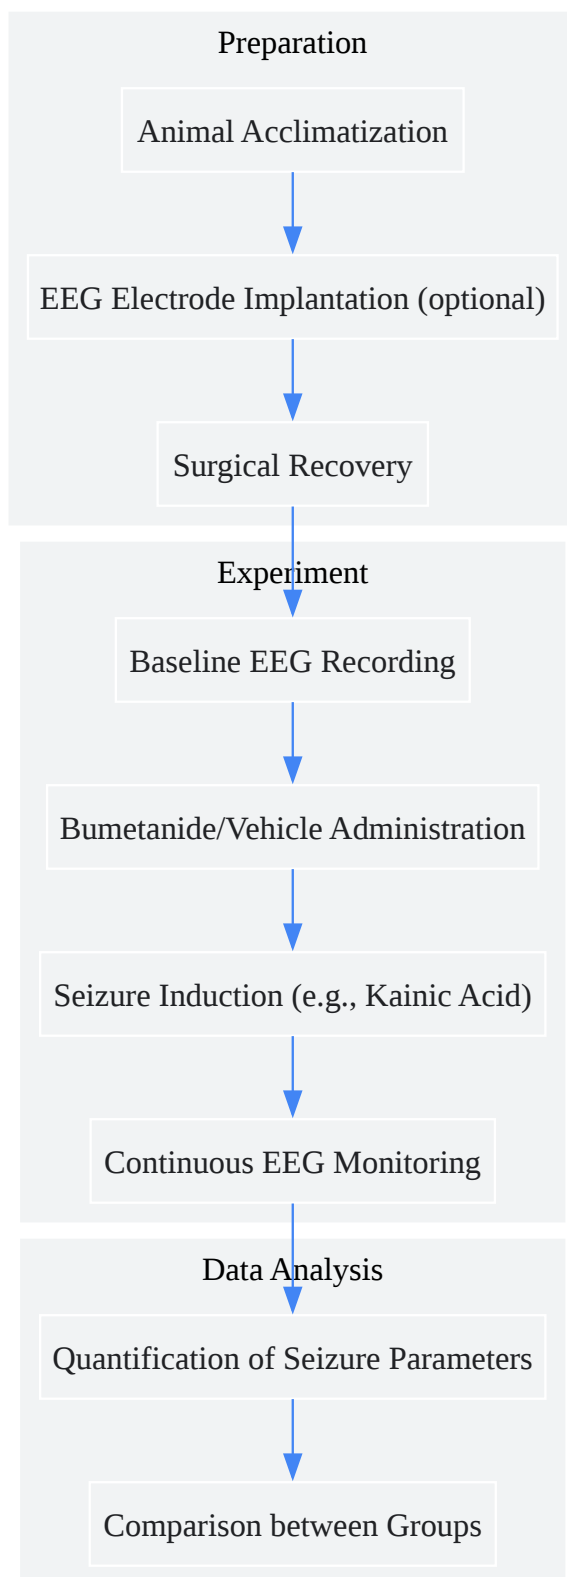 Preparation
Animal Acclimatization
EEG Electrode Implantation (optional)
Surgical Recovery
Experiment
Baseline EEG Recording
Bumetanide/Vehicle Administration
Seizure Induction (e.g., Kainic Acid)
Continuous EEG Monitoring
Data Analysis
Quantification of Seizure Parameters
Comparison between Groups